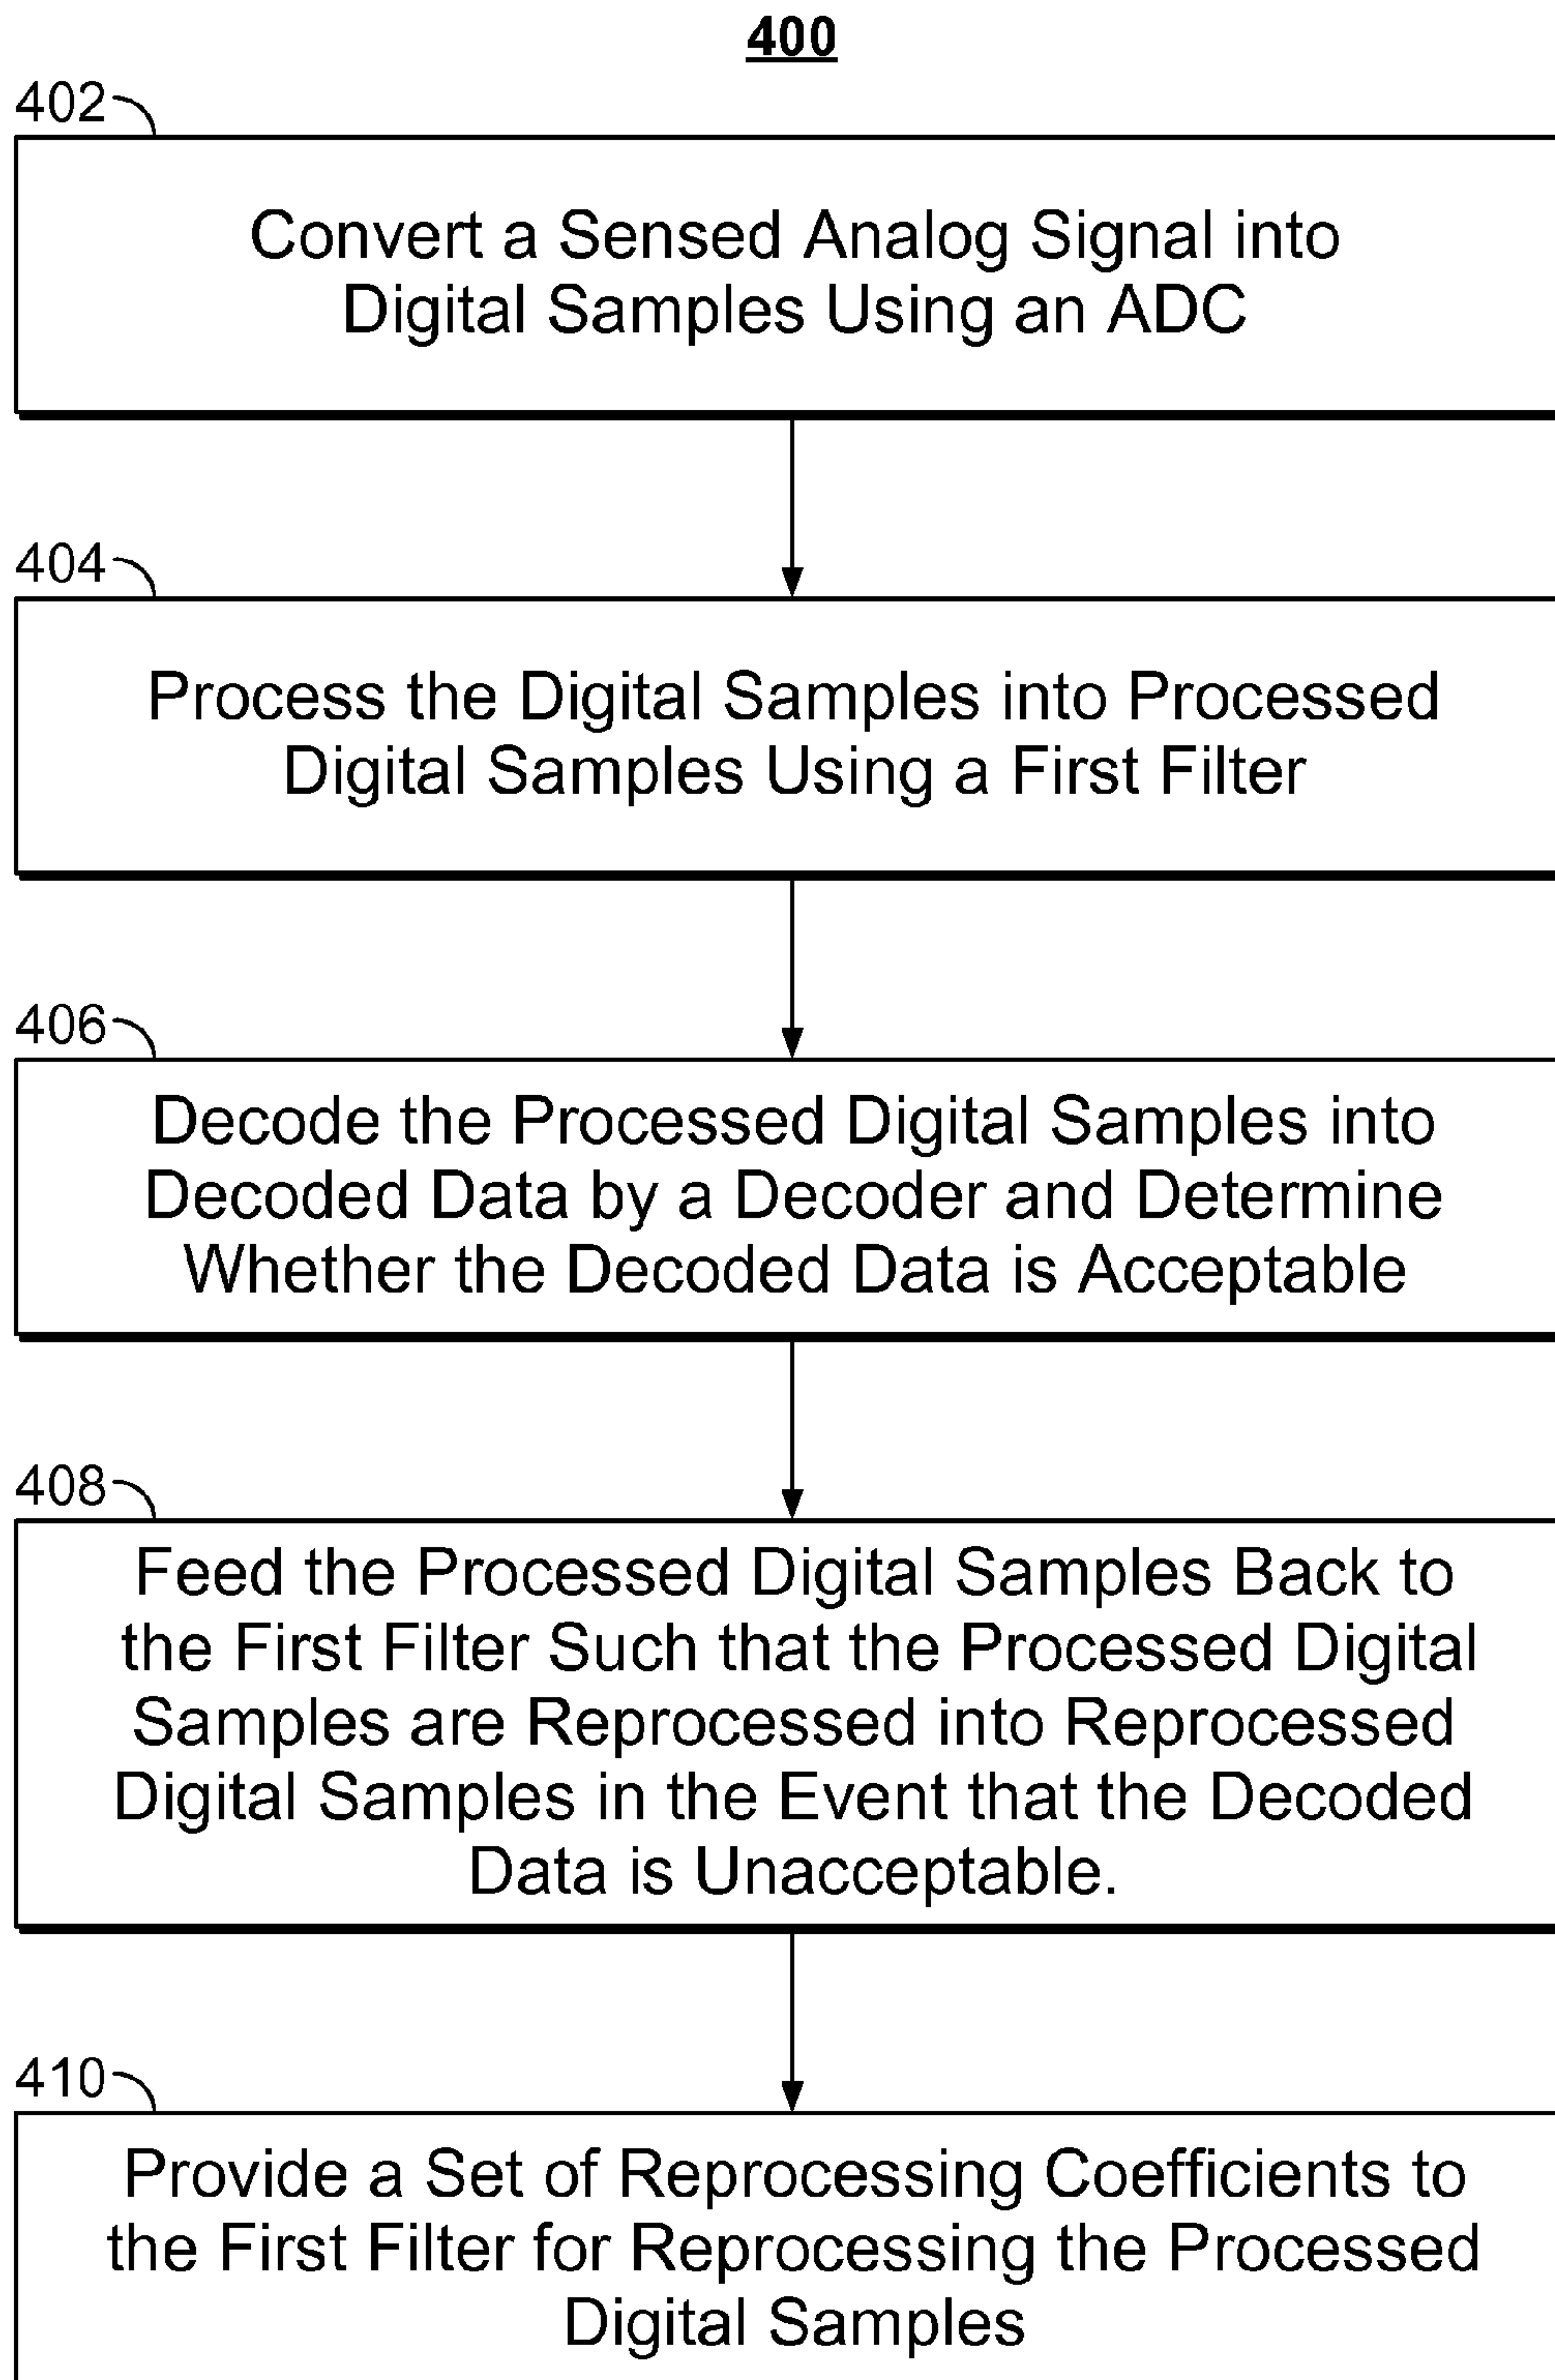 400
402
Convert a Sensed Analog Signal into
Digital Samples Using an ADC
404
Process the Digital Samples into Processed
Digital Samples Using a First Filter
406
Decode the Processed Digital Samples into
Decoded Data by a Decoder and Determine
Whether the Decoded Data is Acceptable
408
Feed the Processed Digital Samples Back to
the First Filter Such that the Processed Digital
Samples are Reprocessed into Reprocessed
Digital Samples in the Event that the Decoded
Data is Unacceptable.
410
Provide a Set of Reprocessing Coefficients to
the First Filter for Reprocessing the Processed
Digital Samples